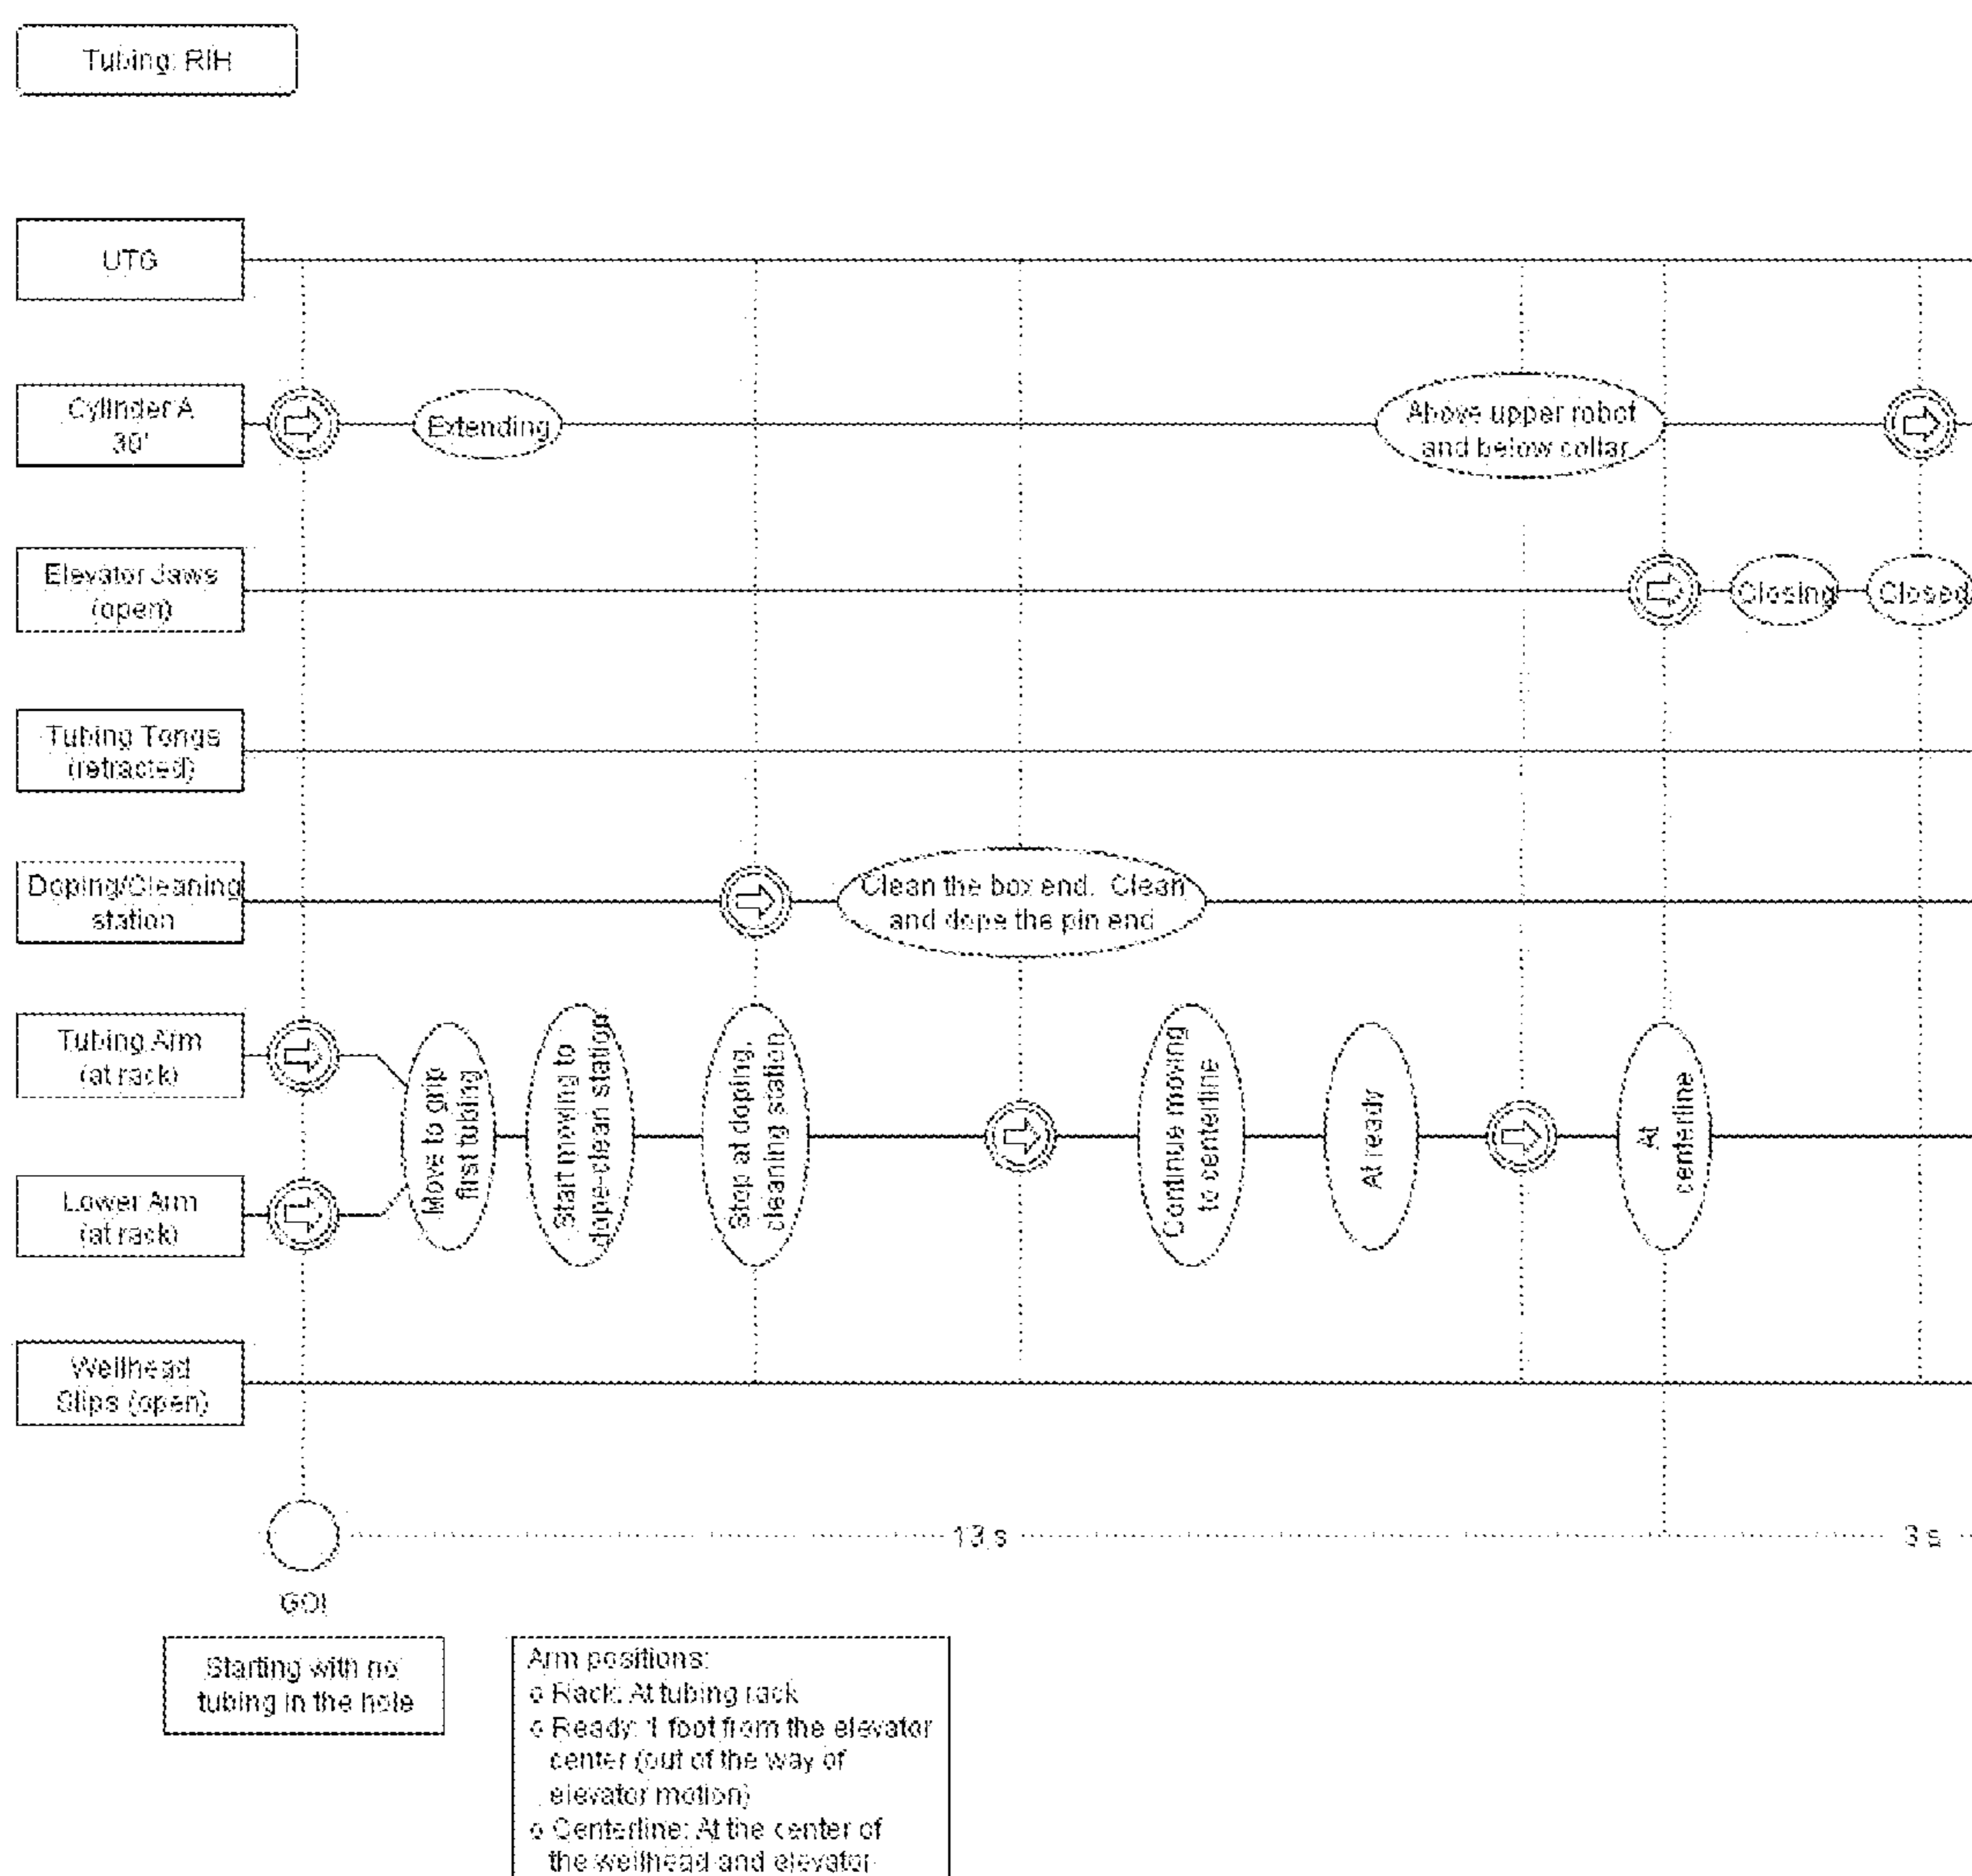 Tubing: RIH
UTG
Cylinder A
30'
Extending
Above upper robot
and below collar
Elevator Jaws
(open)
Closing
Closed
Tubing Tongs
(retracted)
Doping/Cleaning
station
Clean the box end. Clean
and dope the pin end
Tubing Arm
(at rack)
Lower Arm
(at rack)
Move to grip
first tubing
Start moving to
dope-clean station
Stop at doping,
cleaning station
Continue moving
to centerline
At ready
At
centerline
Wellhead
Slips (open)
13 s
3 s
GO!
Starting with no
tubing in the hole
Arm positions:
o Rack: At tubing rack
o Ready: 1 foot from the elevator
center (out of the way of
elevator motion)
o Centerline: At the center of
the wellhead and elevator